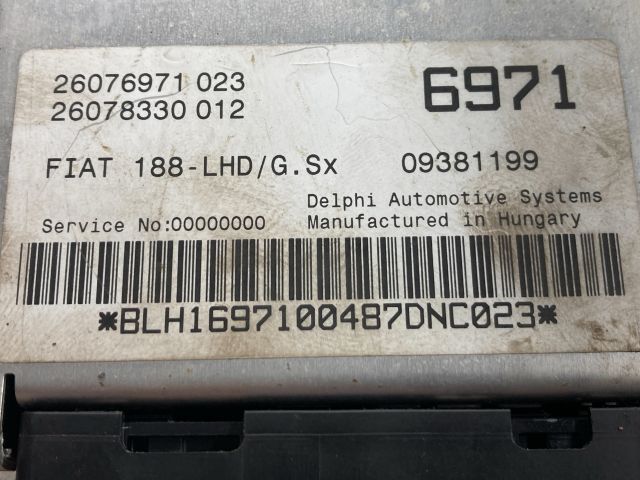 26076971 023
26078330 012
6971
FIAT 188-LHD/G.Sx 09381199
Delphi Automotive Systems
Service No:00000000 Manufactured in Hungary
*BLH1697100487DNC023*